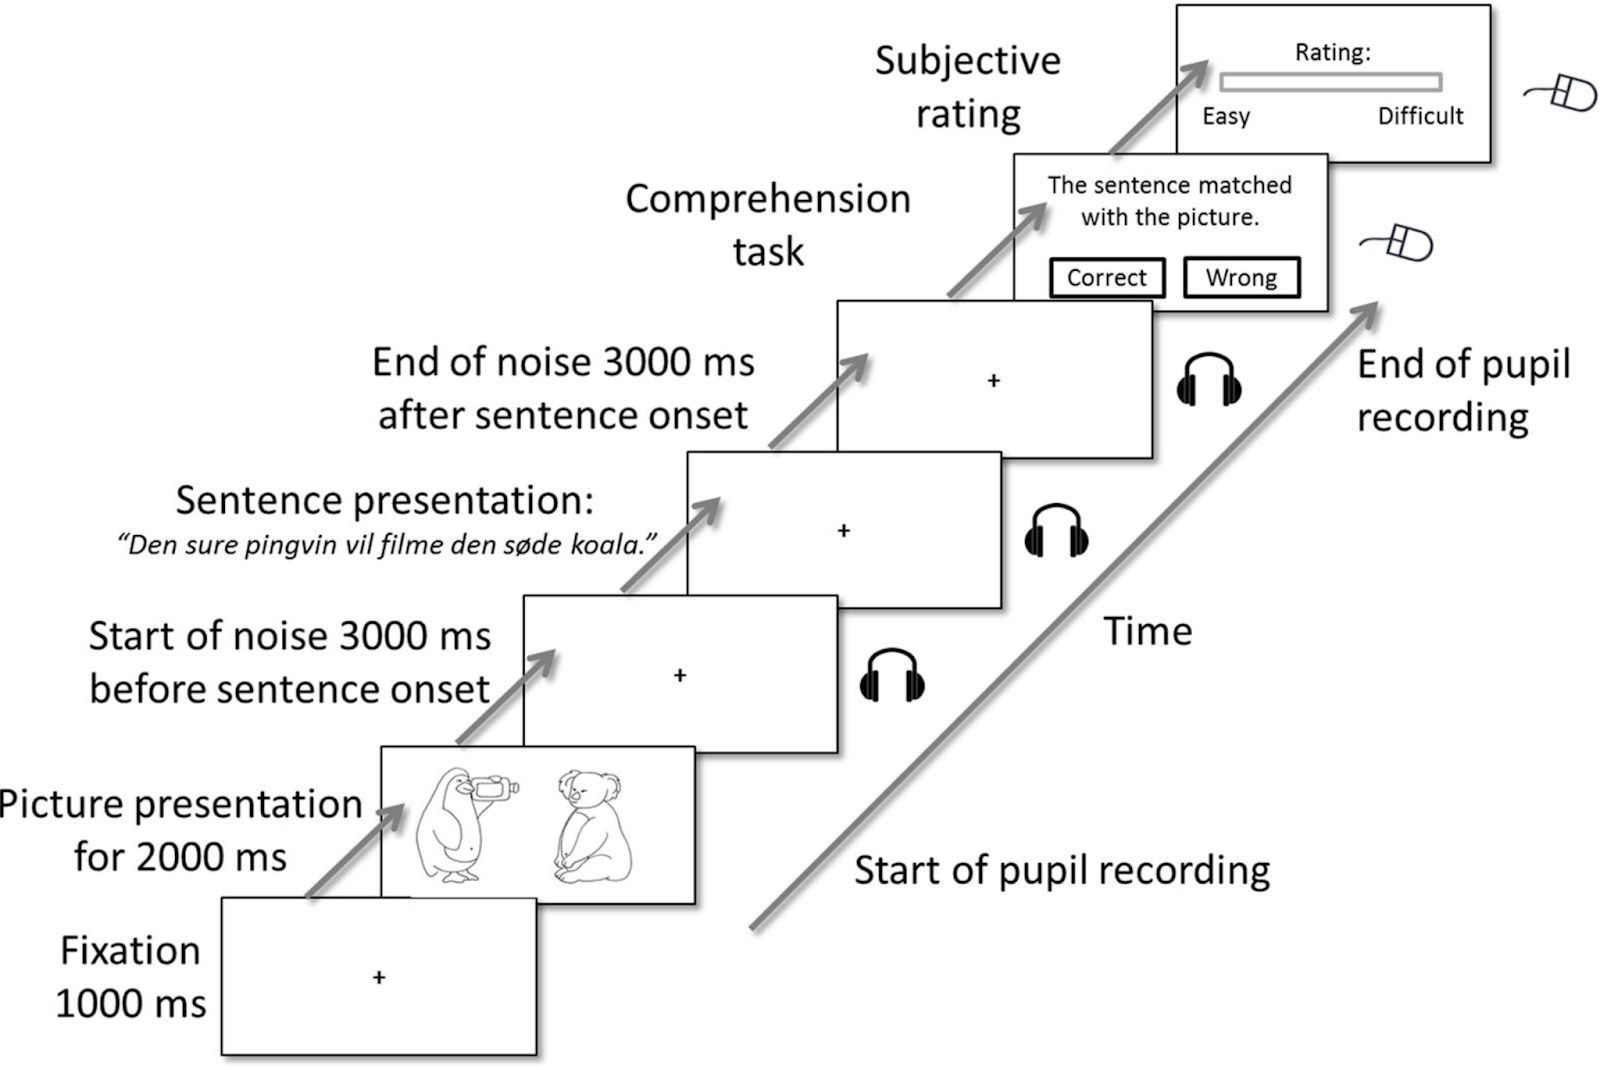 Subjective
rating
Rating:
Easy
Difficult
Comprehension
task
The sentence matched
with the picture.
Correct
Wrong
End of noise 3000 ms
after sentence onset
+
End of pupil
recording
Sentence presentation:
“Den sure pingvin vil filme den søde koala.”
+
Time
Start of noise 3000 ms
before sentence onset
+
Picture presentation
for 2000 ms
Start of pupil recording
Fixation
1000 ms
+